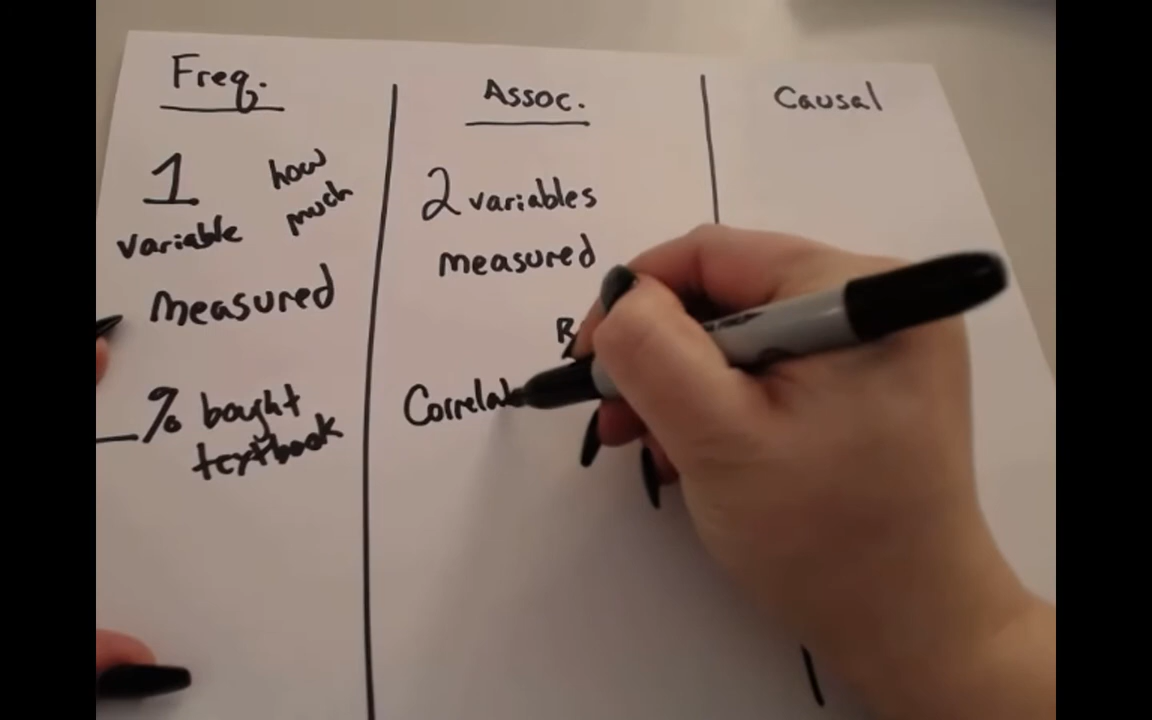 Freq.
1
variable
how
much
measured
% bought
textbook
Assoc.
2 variables
measured
Causal